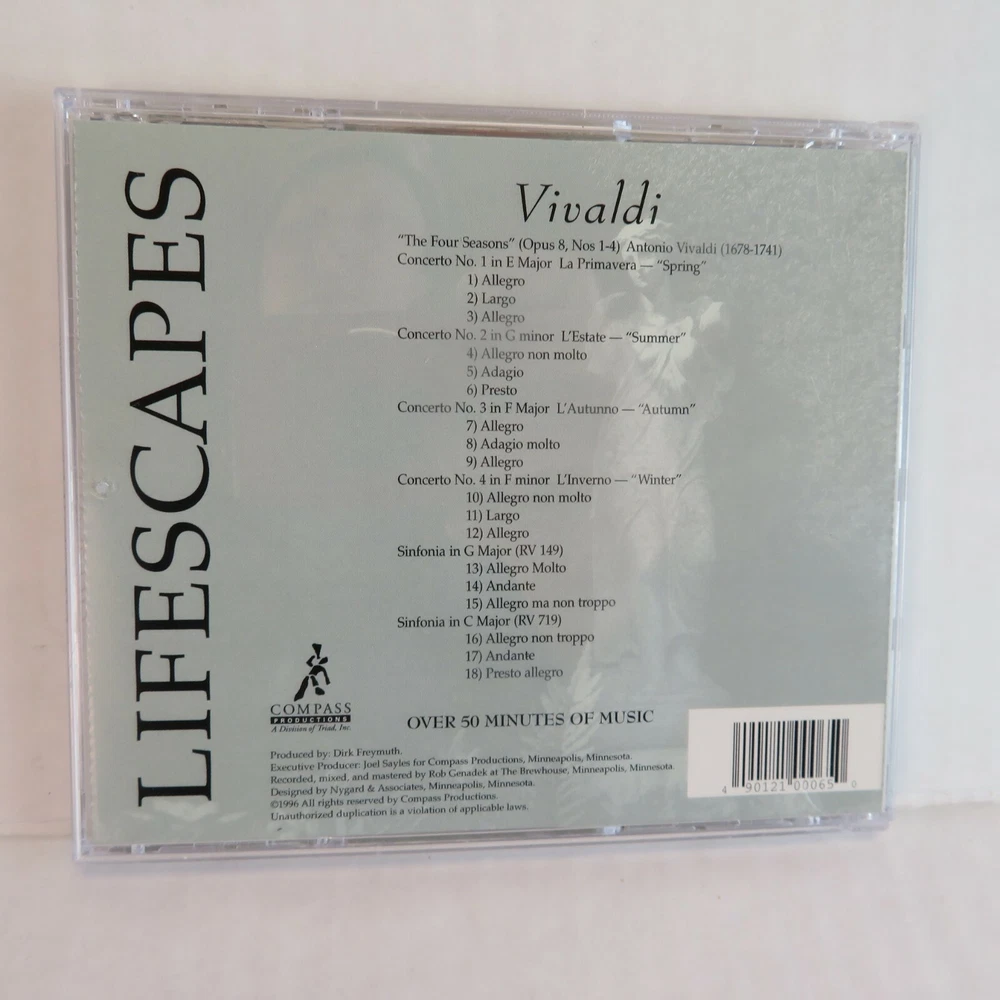 LIFESCAPES
Vivaldi
"The Four Seasons" (Opus 8, Nos 1-4) Antonio Vivaldi (1678-1741)
Concerto No. 1 in E Major La Primavera — "Spring"
1) Allegro
2) Largo
3) Allegro
Concerto No. 2 in G minor L'Estate — "Summer"
4) Allegro non molto
5) Adagio
6) Presto
Concerto No. 3 in F Major L'Autunno — "Autumn"
7) Allegro
8) Adagio molto
9) Allegro
Concerto No. 4 in F minor L'Inverno — "Winter"
10) Allegro non molto
11) Largo
12) Allegro
Sinfonia in G Major (RV 149)
13) Allegro Molto
14) Andante
15) Allegro ma non troppo
Sinfonia in C Major (RV 719)
16) Allegro non troppo
17) Andante
18) Presto allegro
COMPASS
PRODUCTIONS
A Division of Triad, Inc.
OVER 50 MINUTES OF MUSIC
Produced by: Dirk Freymuth.
Executive Producer: Joel Sayles for Compass Productions, Minneapolis, Minnesota.
Recorded, mixed, and mastered by Rob Genadek at The Brewhouse, Minneapolis, Minnesota.
Designed by Nygard & Associates, Minneapolis, Minnesota.
©1996 All rights reserved by Compass Productions.
Unauthorized duplication is a violation of applicable laws.
4 90121 00065 0